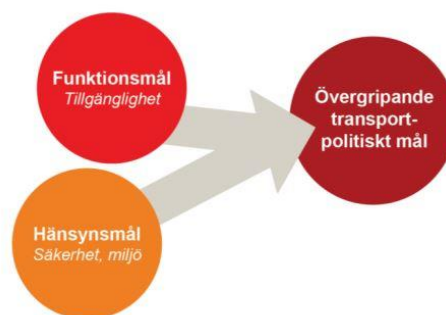 Funktionsmål
Tillgänglighet
Övergripande
transport-
politiskt mål
Hänsynsmål
Säkerhet, miljö